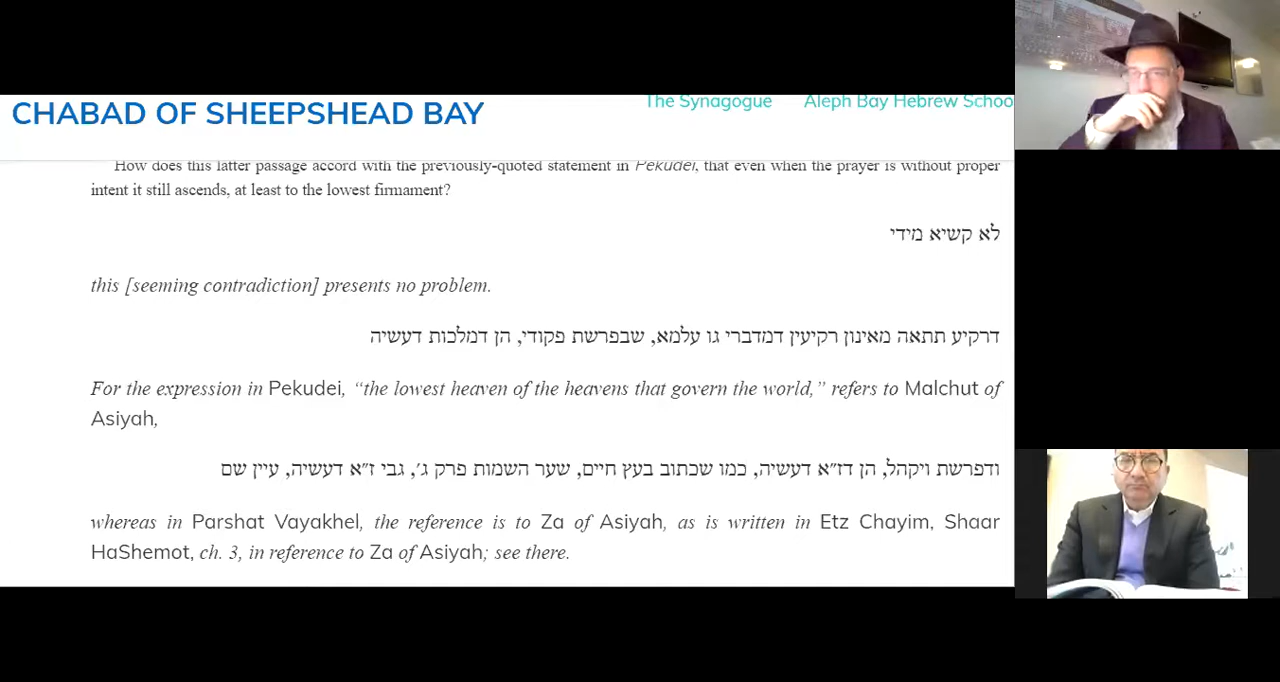 The Synagogue Aleph Bay Hebrew Schoo
CHABAD OF SHEEPSHEAD BAY
How does this latter passage accord with the previously-quoted statement in Pekudei, that even when the prayer is without proper
intent it still ascends, at least to the lowest firmament?
לא קשיא מידי
this [seeming contradiction] presents no problem.
דרקיע תתאה מאינון רקיעין דמדברי גו עלמא, שבפרשת פקודי, הן דמלכות דעשיה
For the expression in Pekudei, “the lowest heaven of the heavens that govern the world,” refers to Malchut of
Asiyah,
ודפרשת ויקהל, הן דז״א דעשיה, כמו שכתוב בעץ חיים, שער השמות פרק ג׳, גבי ז״א דעשיה, עיין שם
whereas in Parshat Vayakhel, the reference is to Za of Asiyah, as is written in Etz Chayim, Shaar
HaShemot, ch. 3, in reference to Za of Asiyah; see there.